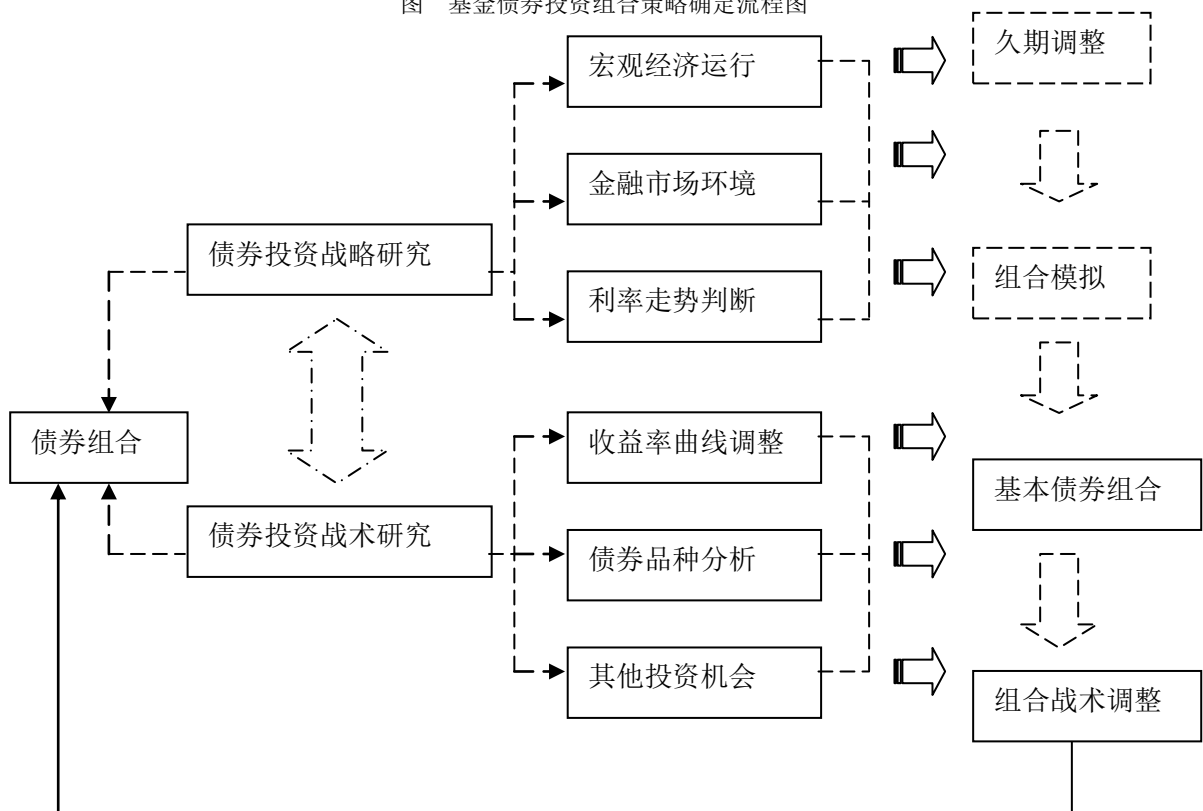 图 基金债券投资组合策略确定流程图
宏观经济运行
久期调整
金融市场环境
债券投资战略研究
利率走势判断
组合模拟
债券组合
收益率曲线调整
基本债券组合
债券投资战术研究
债券品种分析
其他投资机会
组合战术调整